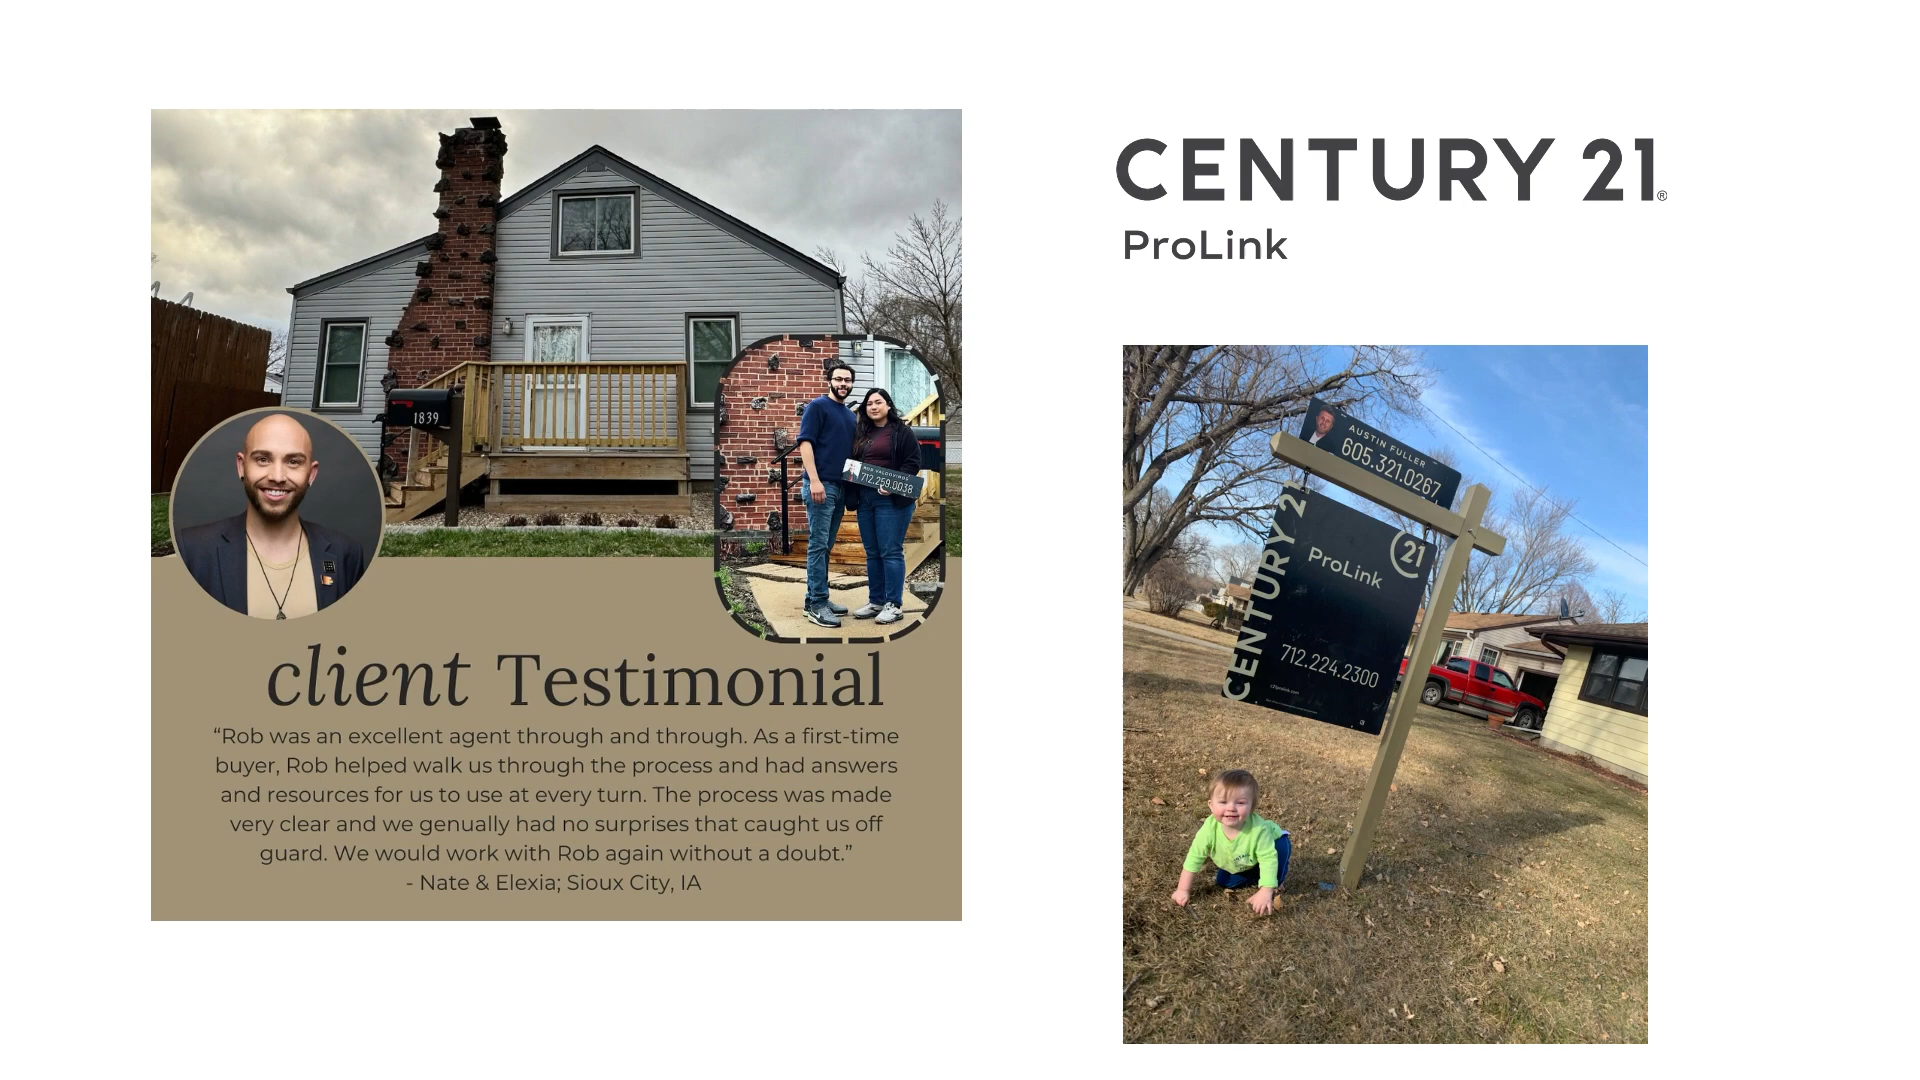 1839
ROB VALDOVINOS
712.259.0038
client Testimonial
“Rob was an excellent agent through and through. As a first-time
buyer, Rob helped walk us through the process and had answers
and resources for us to use at every turn. The process was made
very clear and we genually had no surprises that caught us off
guard. We would work with Rob again without a doubt.”
- Nate & Elexia; Sioux City, IA
CENTURY 21®
ProLink
AUSTIN FULLER
605.321.0267
CENTURY 21
21
ProLink
712.224.2300
c21prolink.com